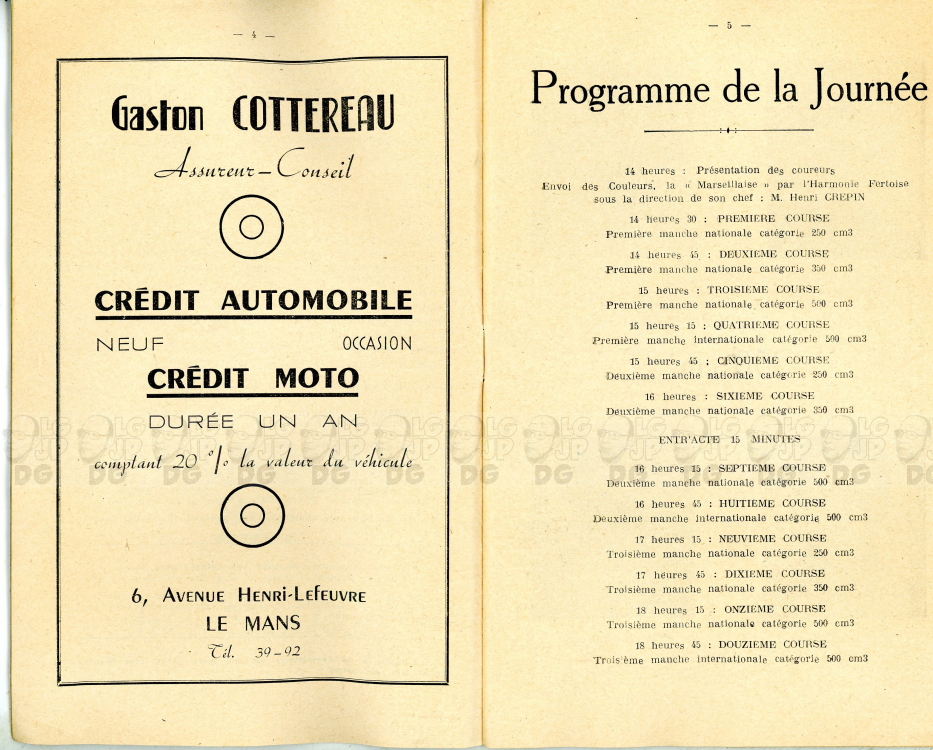 — 4 —
Gaston COTTEREAU
Assureur-Conseil
CRÉDIT AUTOMOBILE
NEUF OCCASION
CRÉDIT MOTO
DURÉE UN AN
comptant 20 % la valeur du véhicule
6, AVENUE HENRI-LEFEUVRE
LE MANS
Tél. 39-92
— 5 —
Programme de la Journée
14 heures : Présentation des coureurs
Envoi des Couleurs, la « Marseillaise » par l'Harmonie Fertoise
sous la direction de son chef : M. Henri CREPIN
14 heures 30 : PREMIERE COURSE
Première manche nationale catégorie 250 cm3
14 heures 45 : DEUXIEME COURSE
Première manche nationale catégorie 350 cm3
15 heures : TROISIEME COURSE
Première manche nationale catégorie 500 cm3
15 heures 15 : QUATRIEME COURSE
Première manche internationale catégorie 500 cm3
15 heures 45 : CINQUIEME COURSE
Deuxième manche nationale catégorie 250 cm3
16 heures : SIXIEME COURSE
Deuxième manche nationale catégorie 350 cm3
ENTR'ACTE 15 MINUTES
16 heures 15 : SEPTIEME COURSE
Deuxième manche nationale catégorie 500 cm3
16 heures 45 : HUITIEME COURSE
Deuxième manche internationale catégorie 500 cm3
17 heures 15 : NEUVIEME COURSE
Troisième manche nationale catégorie 250 cm3
17 heures 45 : DIXIEME COURSE
Troisième manche nationale catégorie 350 cm3
18 heures 15 : ONZIEME COURSE
Troisième manche nationale catégorie 500 cm3
18 heures 45 : DOUZIEME COURSE
Troisième manche internationale catégorie 500 cm3
LG JP DG